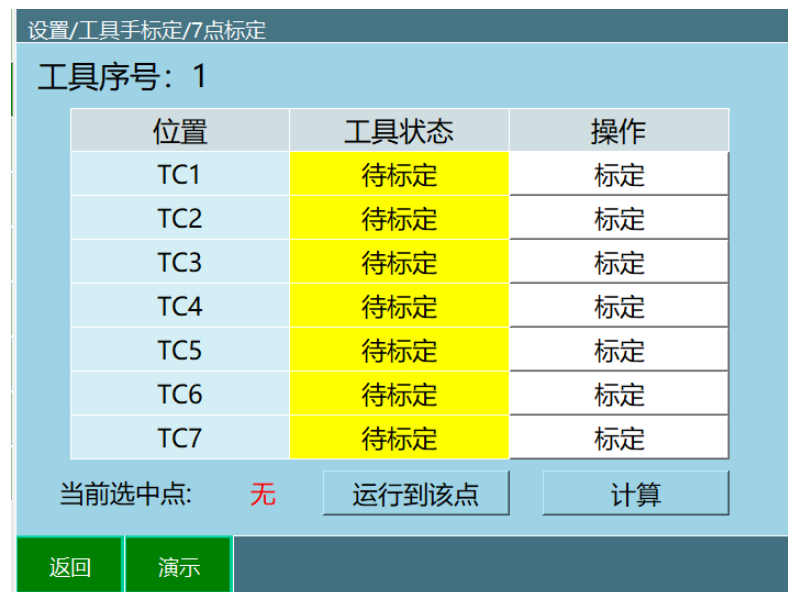 设置/工具手标定/7点标定
工具序号：1
位置 工具状态 操作
TC1 待标定 标定
TC2 待标定 标定
TC3 待标定 标定
TC4 待标定 标定
TC5 待标定 标定
TC6 待标定 标定
TC7 待标定 标定
当前选中点: 无 运行到该点 计算
返回 演示